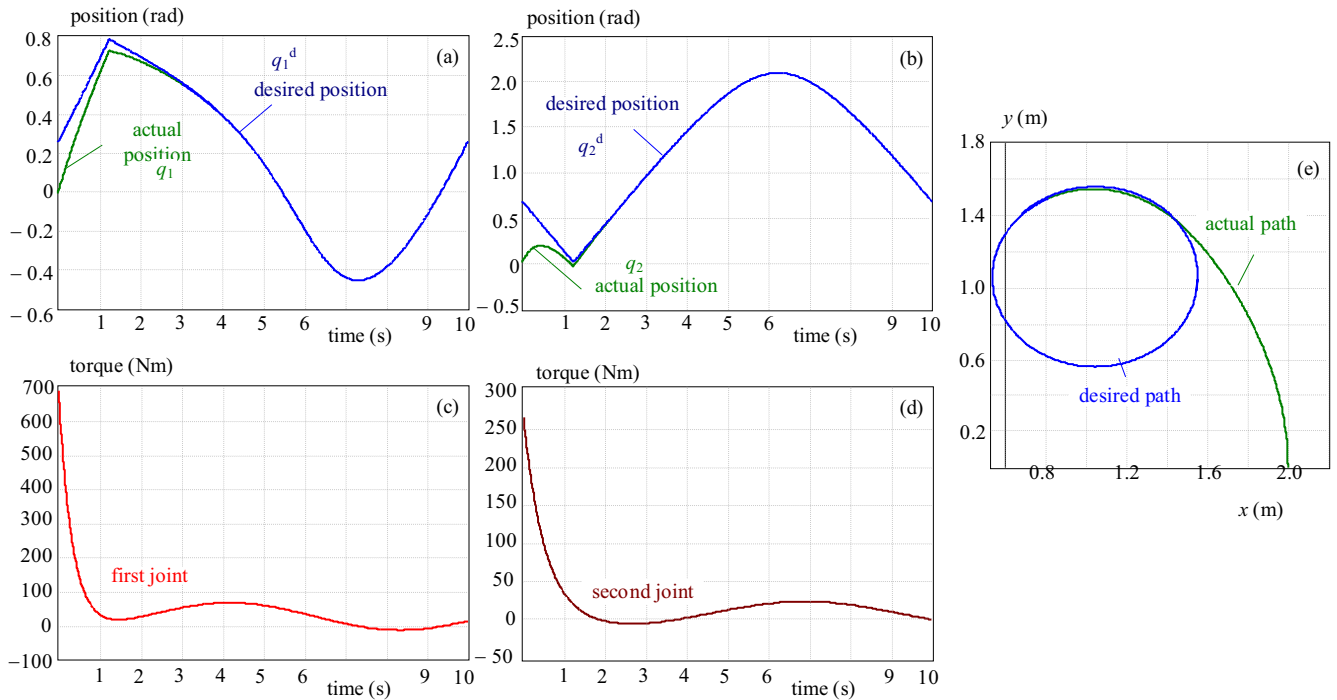 position (rad)
0.8
0.6
0.4
0.2
0
– 0.2
– 0.4
– 0.6
(a)
q₁ᵈ
desired position
actual
position
q₁
1 2 3 4 5 6 7 9 10
time (s)
position (rad)
2.5
2.0
1.5
1.0
0.5
0
– 0.5
(b)
desired position
q₂ᵈ
q₂
actual position
1 2 3 4 5 6 7 9 10
time (s)
torque (Nm)
700
600
500
400
300
200
100
0
–100
(c)
first joint
1 2 3 4 5 6 7 9 10
time (s)
torque (Nm)
300
250
200
150
100
50
0
– 50
(d)
second joint
1 2 3 4 5 6 7 9 10
time (s)
y (m)
1.8
1.4
1.0
0.6
0.2
(e)
actual path
desired path
0.8 1.2 1.6 2.0
x (m)